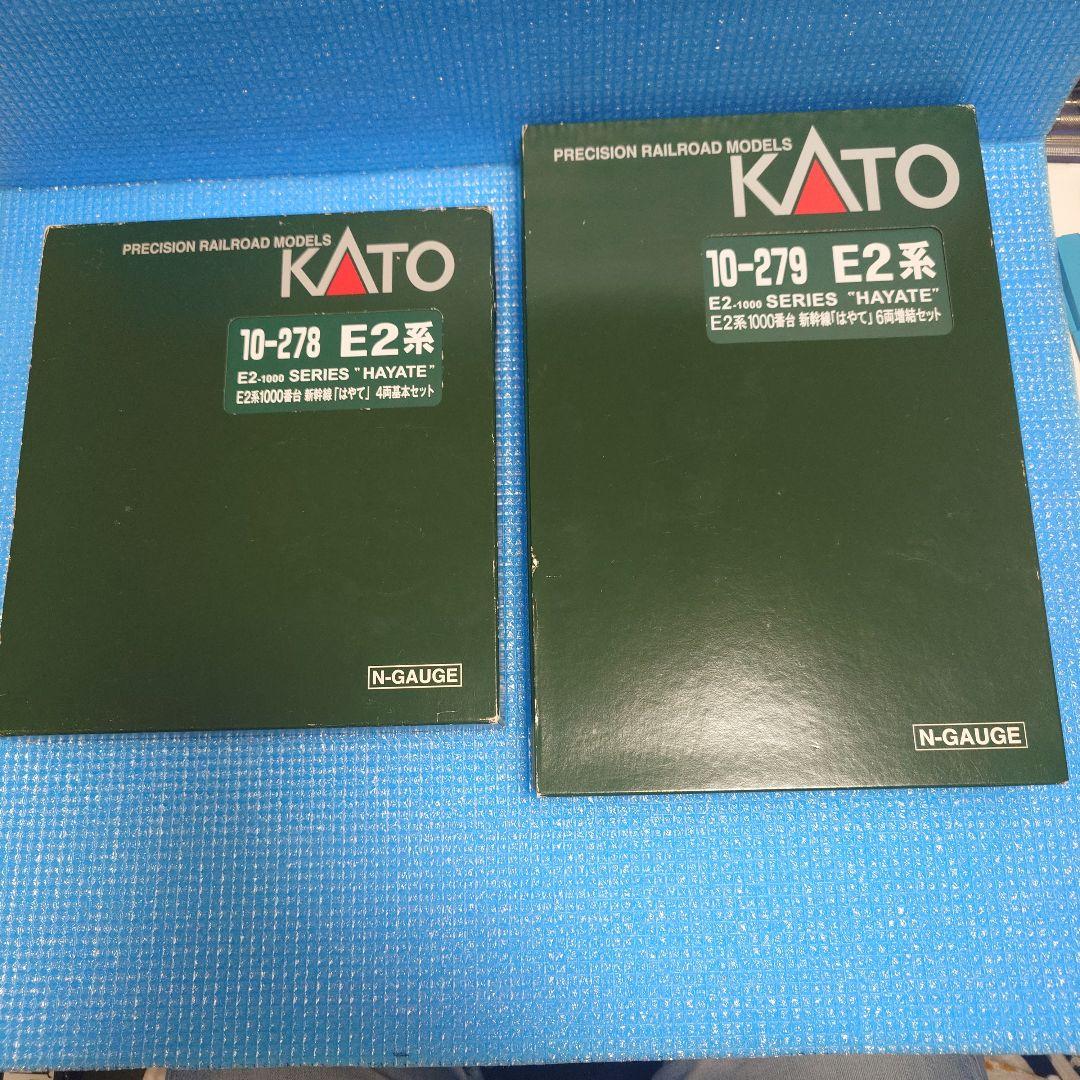 PRECISION RAILROAD MODELS
KATO
10-278 E2系
E2-1000 SERIES "HAYATE"
E2系1000番台 新幹線「はやて」 4両基本セット
N-GAUGE
PRECISION RAILROAD MODELS
KATO
10-279 E2系
E2-1000 SERIES "HAYATE"
E2系1000番台 新幹線「はやて」 6両増結セット
N-GAUGE